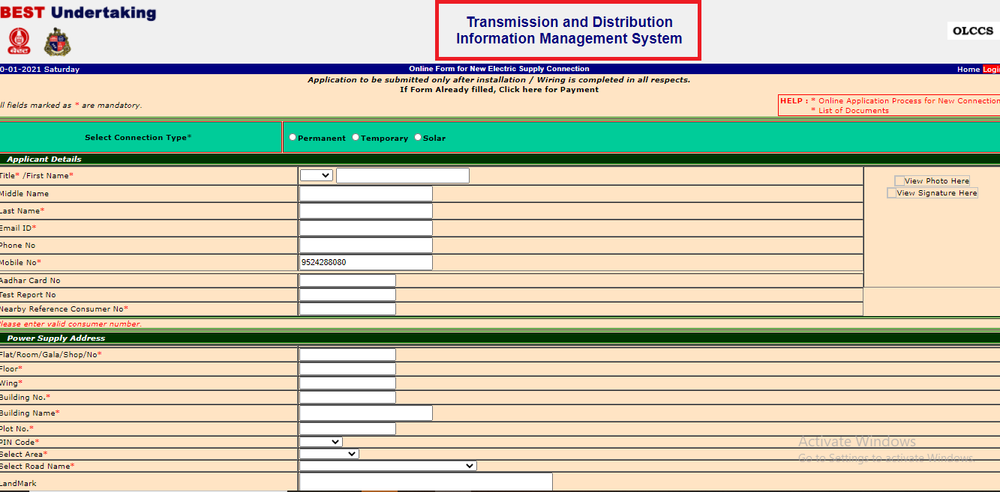 BEST Undertaking
Transmission and Distribution
Information Management System
OLCCS
0-01-2021 Saturday
Online Form for New Electric Supply Connection
Home Login
Application to be submitted only after installation / Wiring is completed in all respects.
If Form Already filled, Click here for Payment
ll fields marked as * are mandatory.
HELP : * Online Application Process for New Connection
* List of Documents
Select Connection Type*
Permanent Temporary Solar
Applicant Details
Title* /First Name*
View Photo Here
View Signature Here
Middle Name
Last Name*
Email ID*
Phone No
Mobile No* 9524288080
Aadhar Card No
Test Report No
Nearby Reference Consumer No*
Please enter valid consumer number.
Power Supply Address
Flat/Room/Gala/Shop/No*
Floor*
Wing*
Building No.*
Building Name*
Plot No.*
PIN Code*
Select Area*
Select Road Name*
LandMark
Activate Windows
Go to Settings to activate Windows.